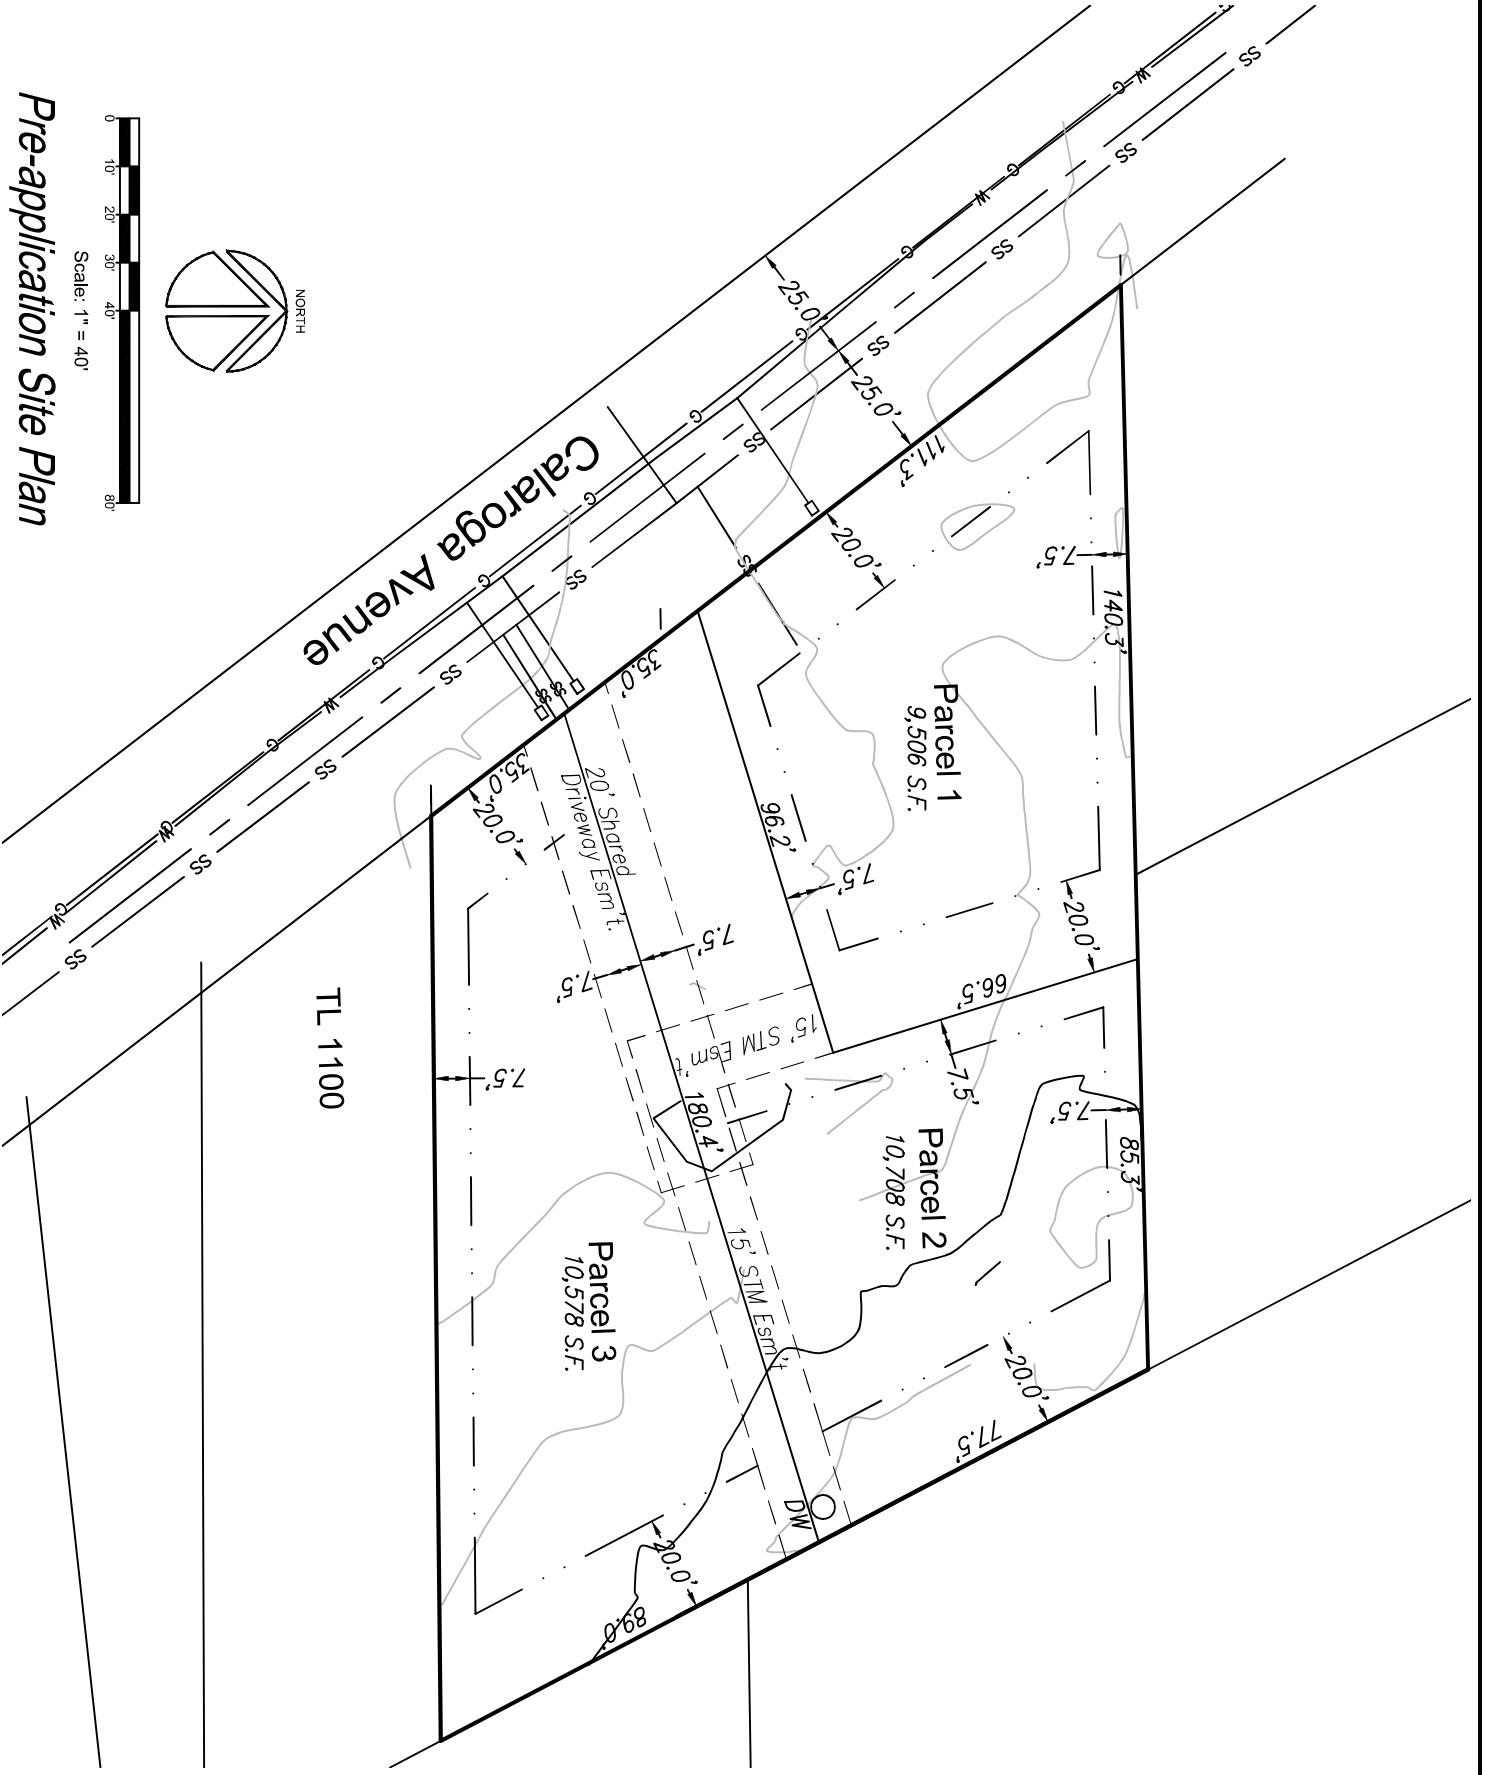 Pre-application Site Plan
Scale: 1" = 40'
0
10'
20'
30'
40'
80'
NORTH
Calaroga Avenue
G
W
G
SS
G
W
SS
G
SS
25.0'
G
SS
25.0'
G
SS
111.3'
20.0'
G
SS
SS
G
SS
SS
SS
35.0'
G
W
SS
35.0'
20.0'
G
SS
W
G
SS
G
W
SS
7.5'
140.3'
Parcel 1
9,506 S.F.
96.2'
7.5'
20.0'
66.5'
20' Shared
Driveway Esm't.
7.5'
7.5'
15' STM Esm't
7.5'
7.5'
85.3'
Parcel 2
10,708 S.F.
180.4'
15' STM Esm't
20.0'
77.5'
DW
TL 1100
7.5'
Parcel 3
10,578 S.F.
20.0'
89.0'